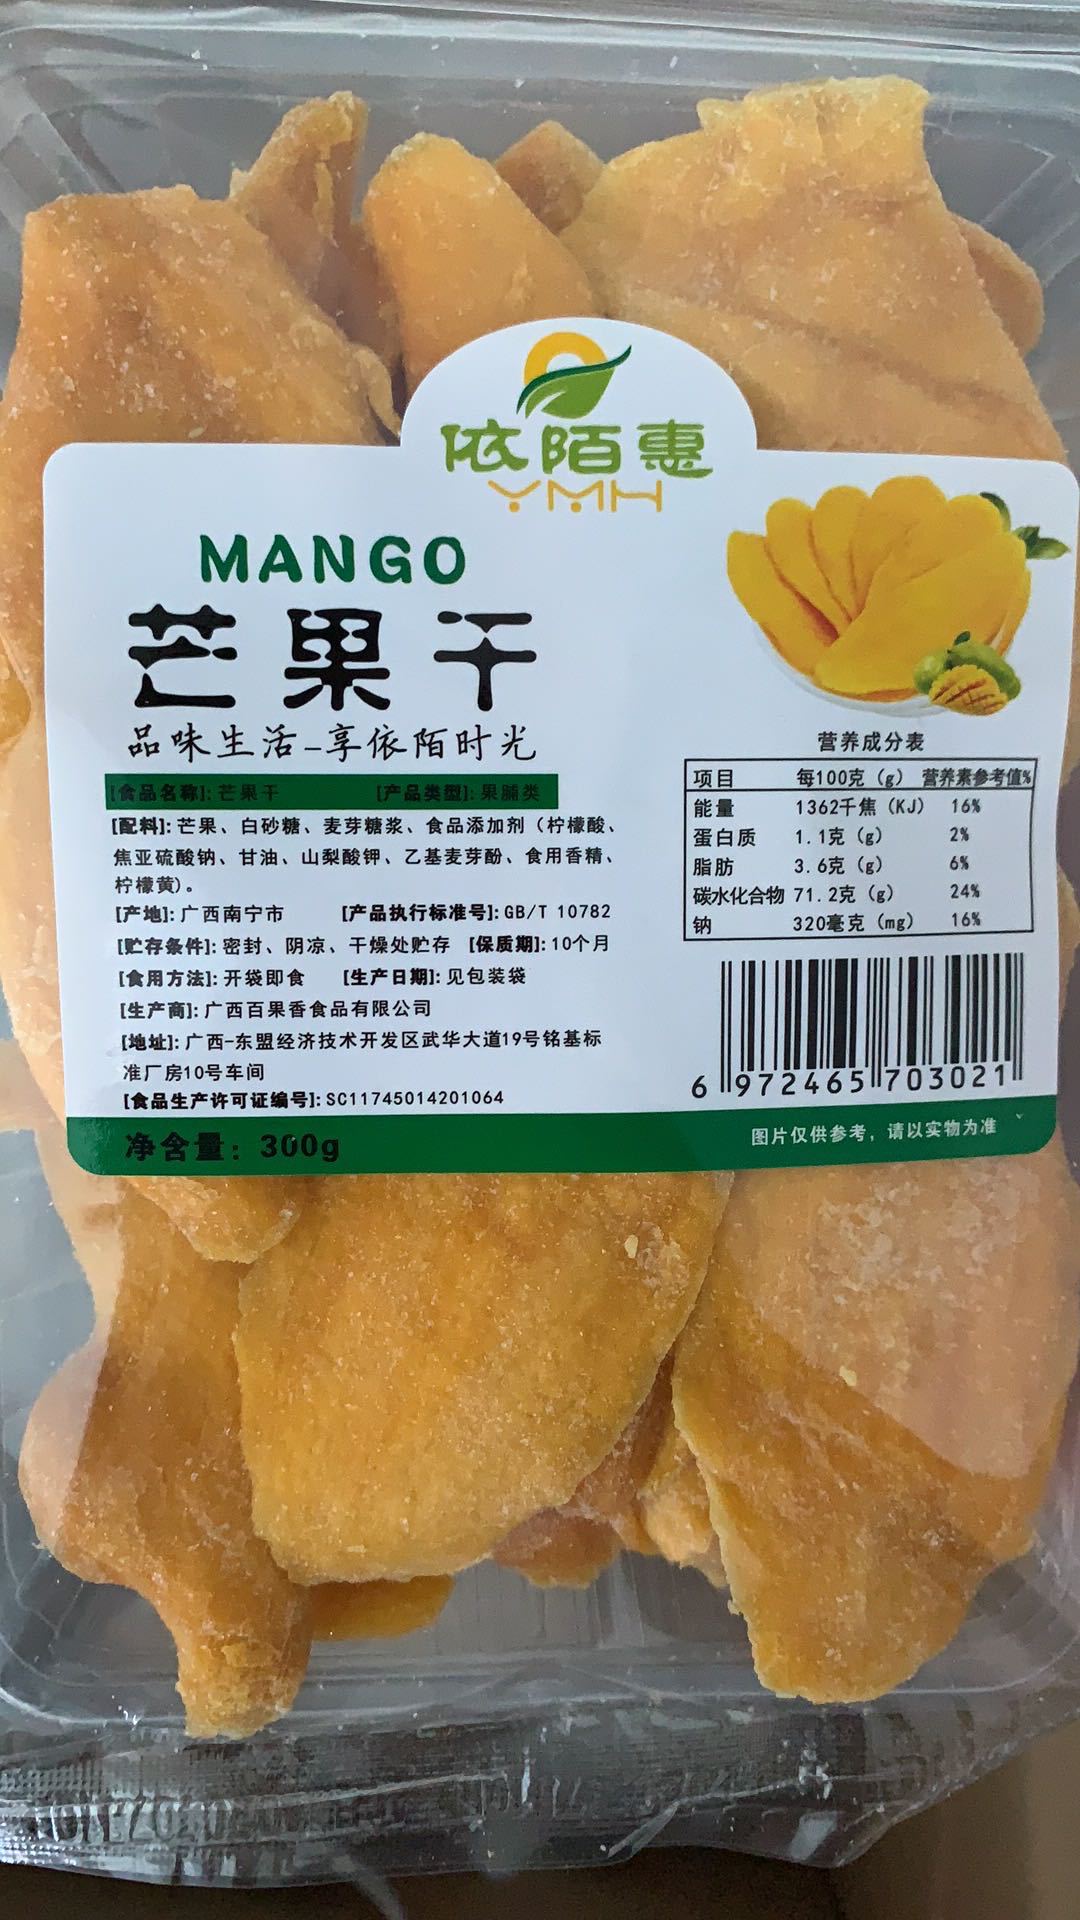 依陌惠
YMH
MANGO
芒果干
品味生活-享依陌时光
[食品名称]: 芒果干 [产品类型]: 果脯类
[配料]: 芒果、白砂糖、麦芽糖浆、食品添加剂（柠檬酸、
焦亚硫酸钠、甘油、山梨酸钾、乙基麦芽酚、食用香精、
柠檬黄)。
[产地]: 广西南宁市 [产品执行标准号]: GB/T 10782
[贮存条件]: 密封、阴凉、干燥处贮存 [保质期]: 10个月
[食用方法]: 开袋即食 [生产日期]: 见包装袋
[生产商]: 广西百果香食品有限公司
[地址]: 广西-东盟经济技术开发区武华大道19号铭基标
准厂房10号车间
[食品生产许可证编号]: SC11745014201064
净含量: 300g
营养成分表
项目 每100克（g） 营养素参考值%
能量 1362千焦（KJ） 16%
蛋白质 1.1克（g） 2%
脂肪 3.6克（g） 6%
碳水化合物 71.2克（g） 24%
钠 320毫克（mg） 16%
6 972465 703021
图片仅供参考，请以实物为准